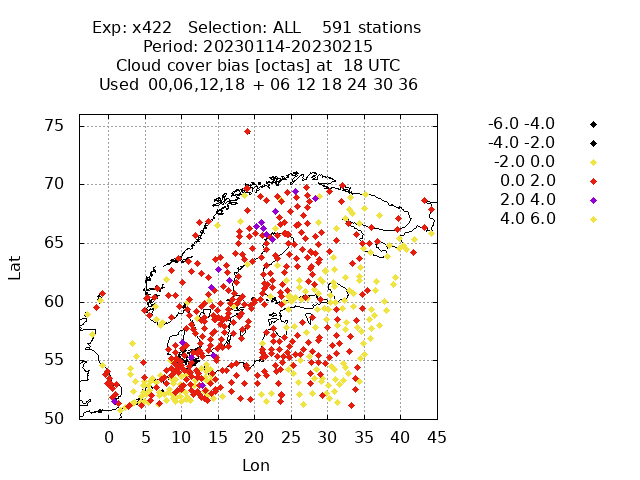 Exp: x422 Selection: ALL 591 stations
Period: 20230114-20230215
Cloud cover bias [octas] at 18 UTC
Used 00,06,12,18 + 06 12 18 24 30 36
75
70
65
60
55
50
Lat
0 5 10 15 20 25 30 35 40 45
Lon
-6.0 -4.0
-4.0 -2.0
-2.0 0.0
0.0 2.0
2.0 4.0
4.0 6.0